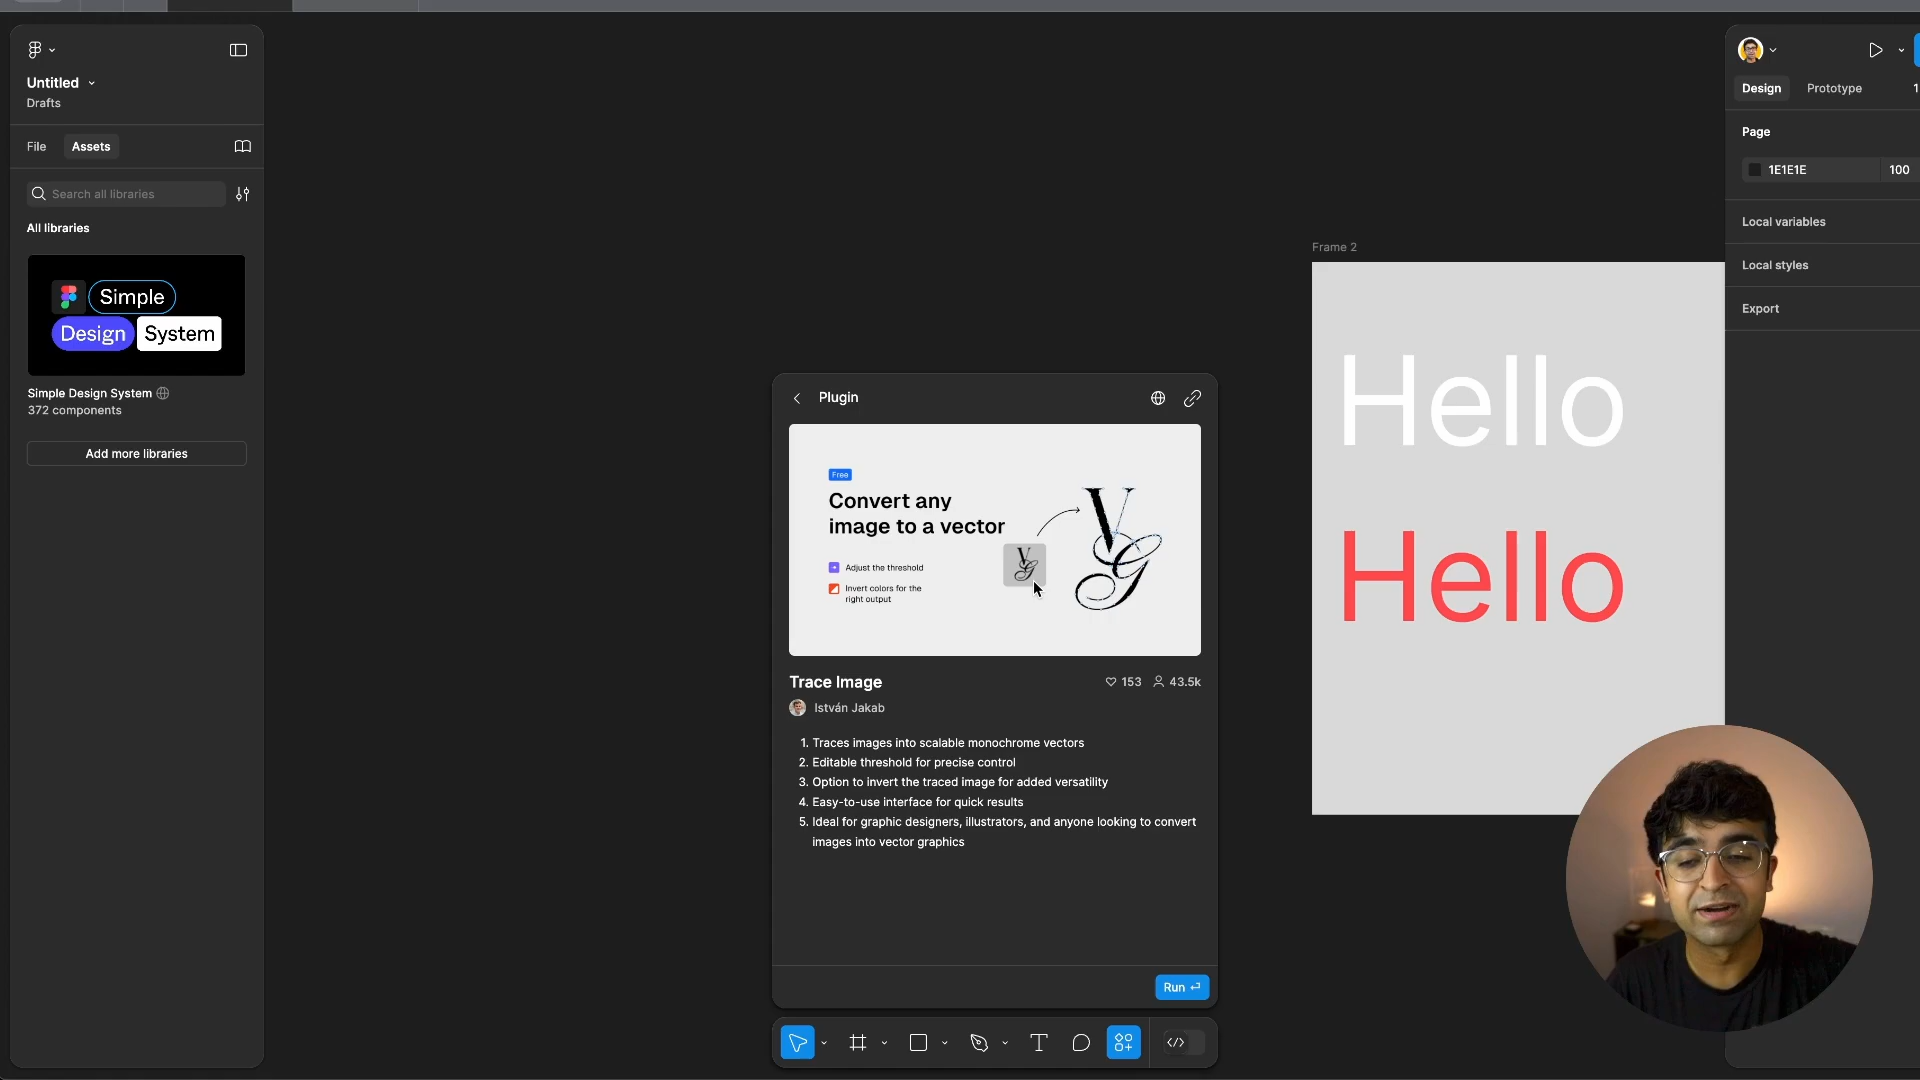 Untitled
Drafts
File
Assets
Search all libraries
All libraries
Simple
Design System
Simple Design System
372 components
Add more libraries
Plugin
Free
Convert any
image to a vector
Adjust the threshold
Invert colors for the
right output
VG
VG
Trace Image
153
43.5k
István Jakab
1. Traces images into scalable monochrome vectors
2. Editable threshold for precise control
3. Option to invert the traced image for added versatility
4. Easy-to-use interface for quick results
5. Ideal for graphic designers, illustrators, and anyone looking to convert
images into vector graphics
Run
Frame 2
Hello
Hello
Design
Prototype
1
Page
1E1E1E
100
Local variables
Local styles
Export